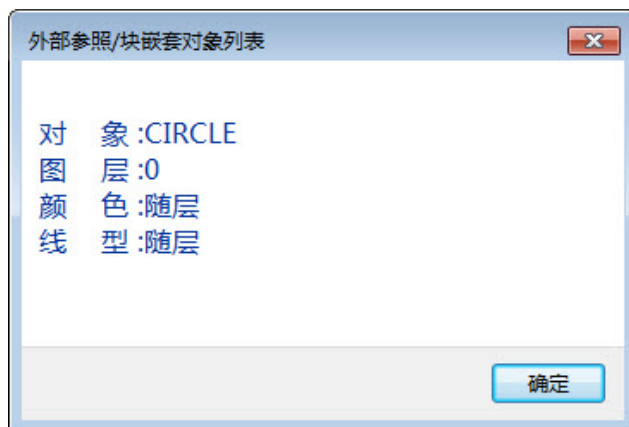 外部参照/块嵌套对象列表
对 象:CIRCLE
图 层:0
颜 色:随层
线 型:随层
确定